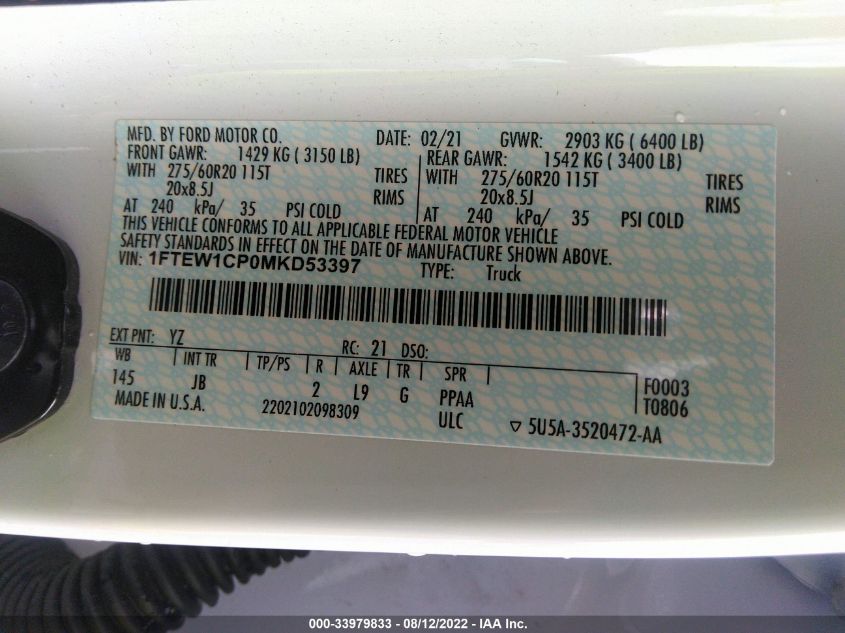 MFD. BY FORD MOTOR CO. DATE: 02/21 GVWR: 2903 KG ( 6400 LB)
FRONT GAWR: 1429 KG ( 3150 LB) REAR GAWR: 1542 KG ( 3400 LB)
WITH 275/60R20 115T TIRES WITH 275/60R20 115T TIRES
20x8.5J RIMS 20x8.5J RIMS
AT 240 kPa/ 35 PSI COLD AT 240 kPa/ 35 PSI COLD
THIS VEHICLE CONFORMS TO ALL APPLICABLE FEDERAL MOTOR VEHICLE
SAFETY STANDARDS IN EFFECT ON THE DATE OF MANUFACTURE SHOWN ABOVE.
VIN: 1FTEW1CP0MKD53397 TYPE: Truck
EXT PNT: YZ RC: 21 DSO:
WB INT TR TP/PS R AXLE TR SPR
145 JB 2 L9 G PPAA F0003
MADE IN U.S.A. 2202102098309 ULC T0806
▽ 5U5A-3520472-AA
000-33979833 - 08/12/2022 - IAA Inc.